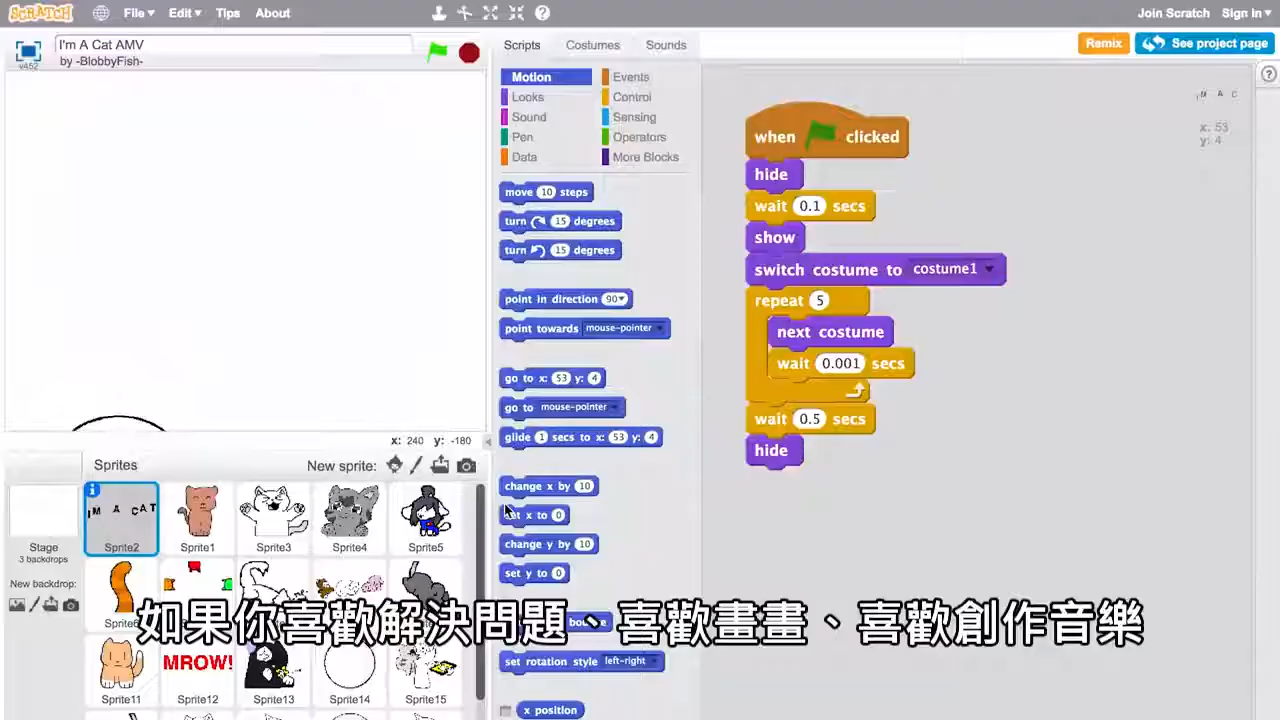 SCRATCH
File Edit Tips About
Join Scratch Sign in
v452
I'm A Cat AMV
by -BlobbyFish-
Scripts Costumes Sounds
Remix See project page
Motion Events
Looks Control
Sound Sensing
Pen Operators
Data More Blocks
move 10 steps
turn 15 degrees
turn 15 degrees
point in direction 90
point towards mouse-pointer
go to x: 53 y: 4
go to mouse-pointer
glide 1 secs to x: 53 y: 4
change x by 10
set x to 0
change y by 10
set y to 0
set rotation style left-right
x position
when clicked
hide
wait 0.1 secs
show
switch costume to costume1
repeat 5
next costume
wait 0.001 secs
wait 0.5 secs
hide
x: 53
y: 4
x: 240 y: -180
Sprites New sprite:
Stage
3 backdrops
New backdrop:
I'M A CAT
Sprite2 Sprite1 Sprite3 Sprite4 Sprite5
MROW!
Sprite11 Sprite12 Sprite13 Sprite14 Sprite15
如果你喜歡解決問題、喜歡畫畫、喜歡創作音樂